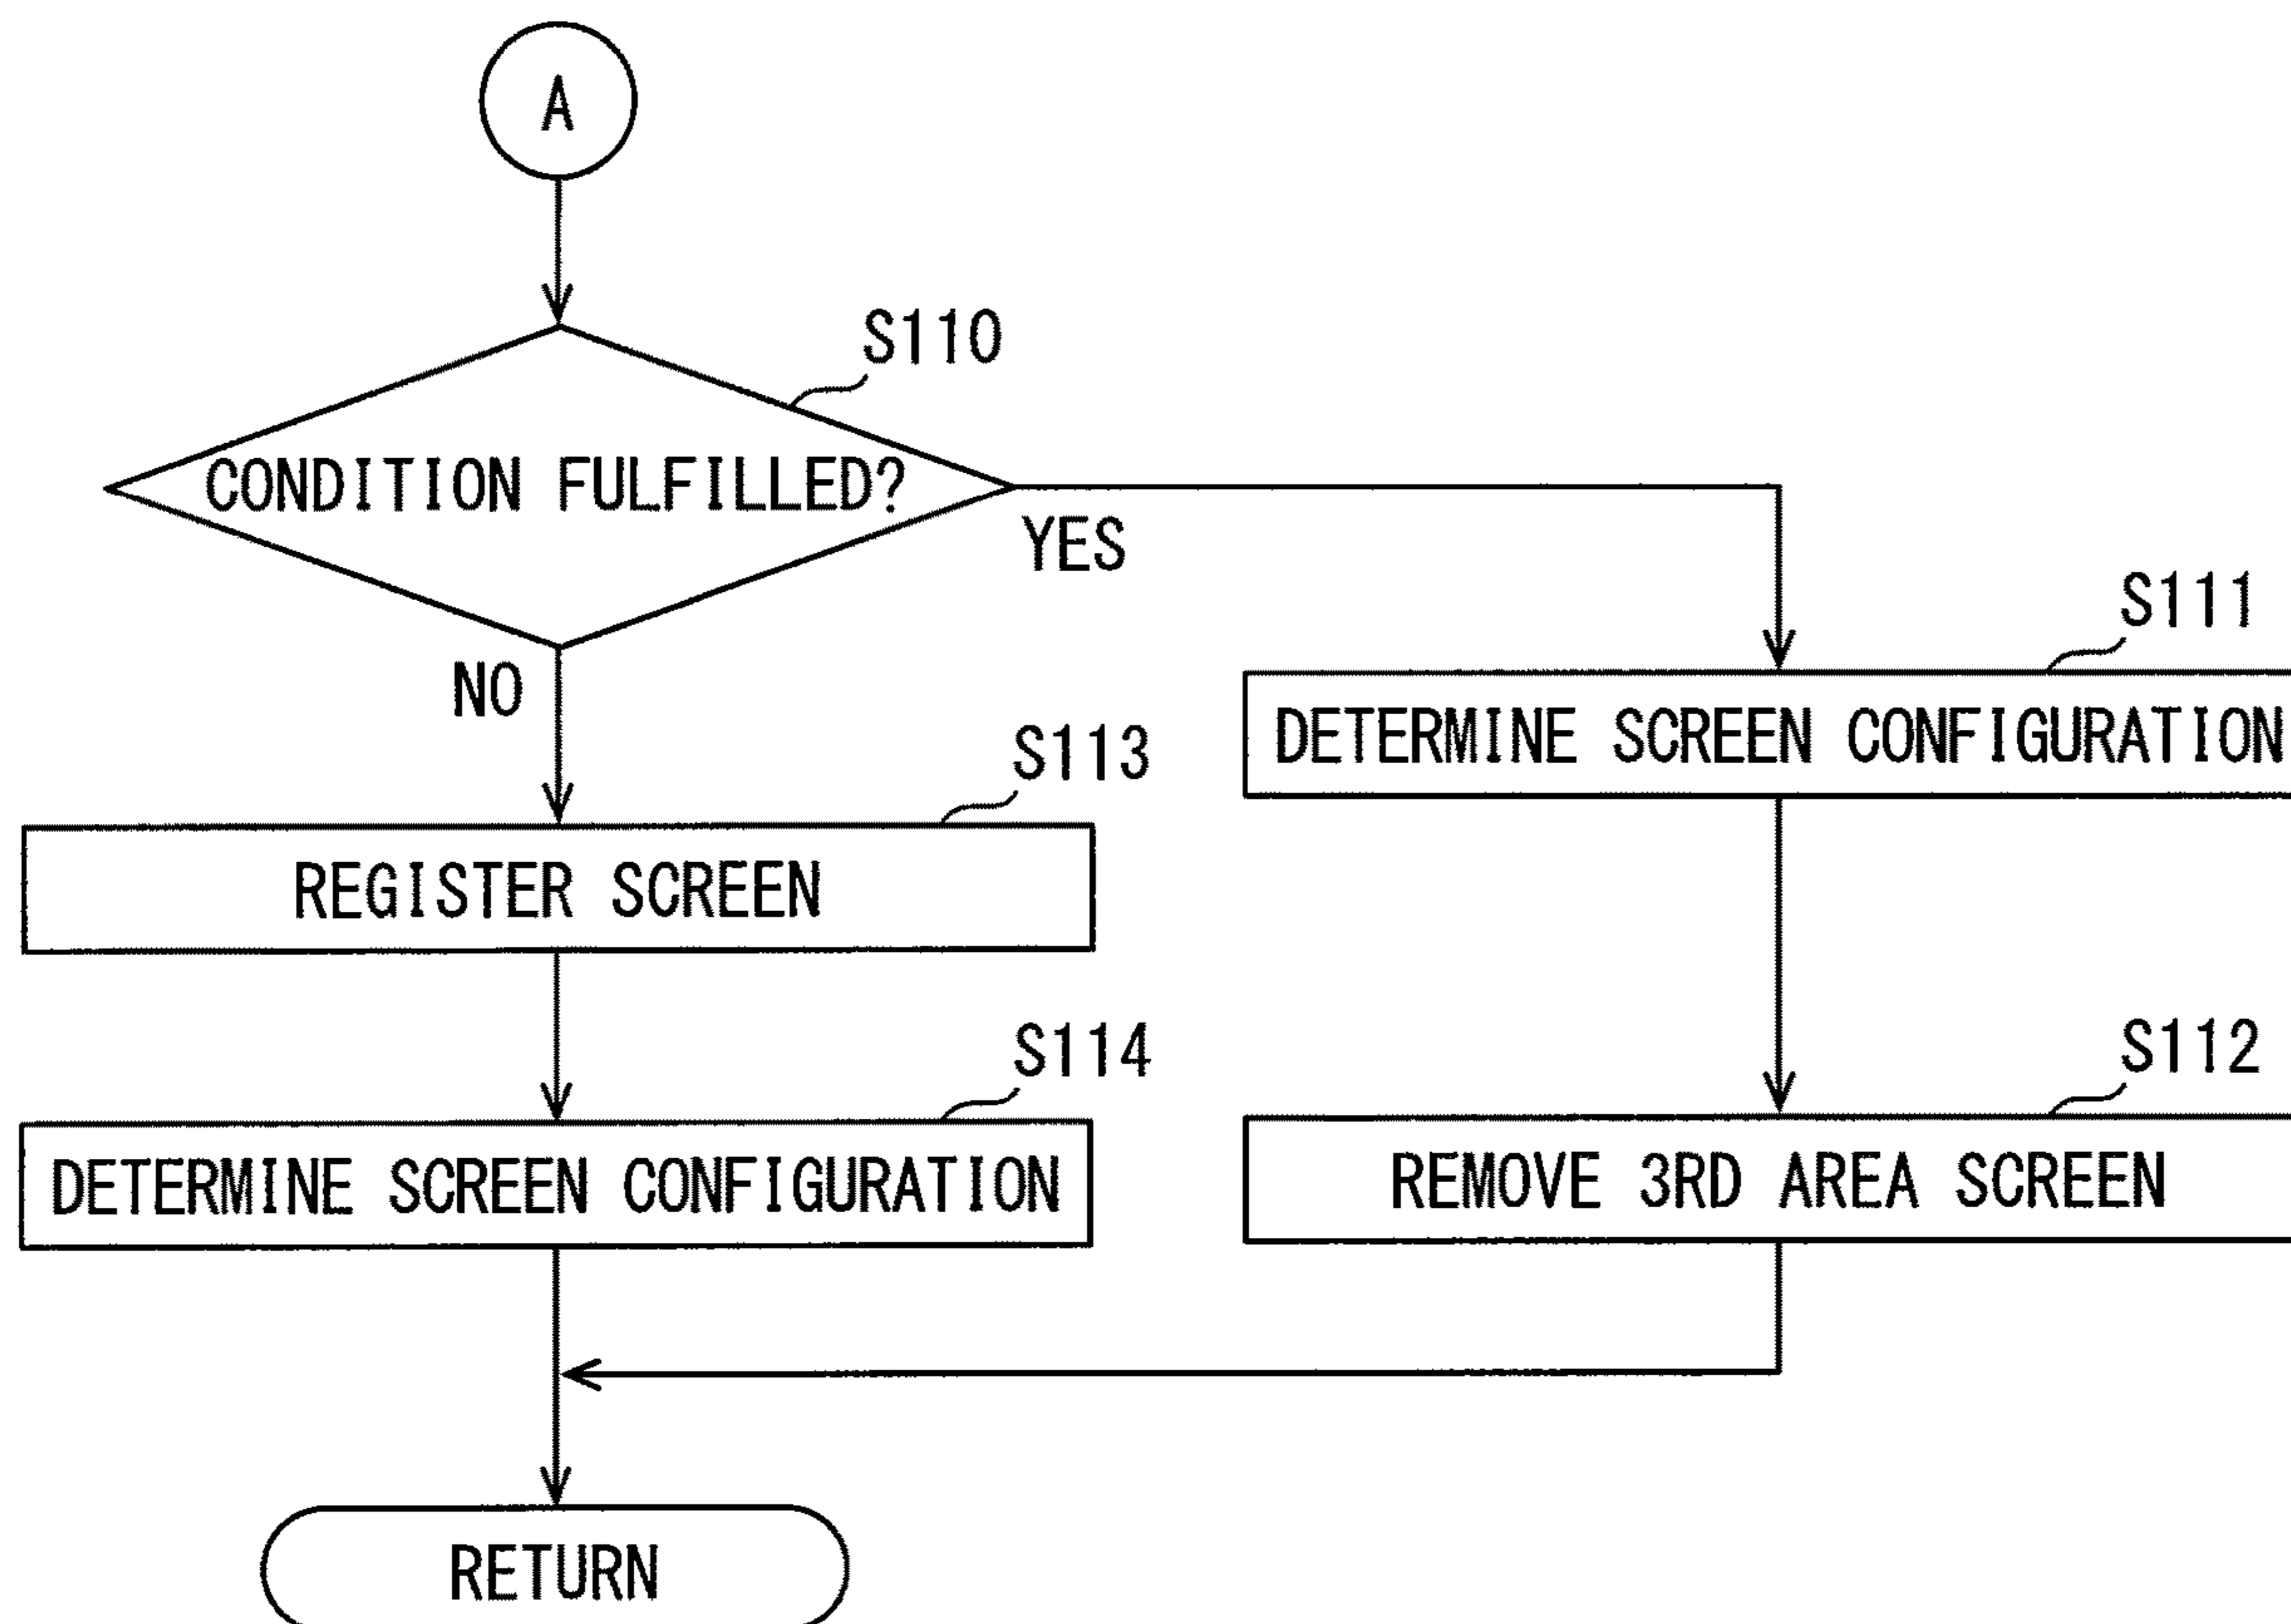 A
S110
CONDITION FULFILLED?
YES
NO
S111
DETERMINE SCREEN CONFIGURATION
S113
REGISTER SCREEN
S114
DETERMINE SCREEN CONFIGURATION
S112
REMOVE 3RD AREA SCREEN
RETURN